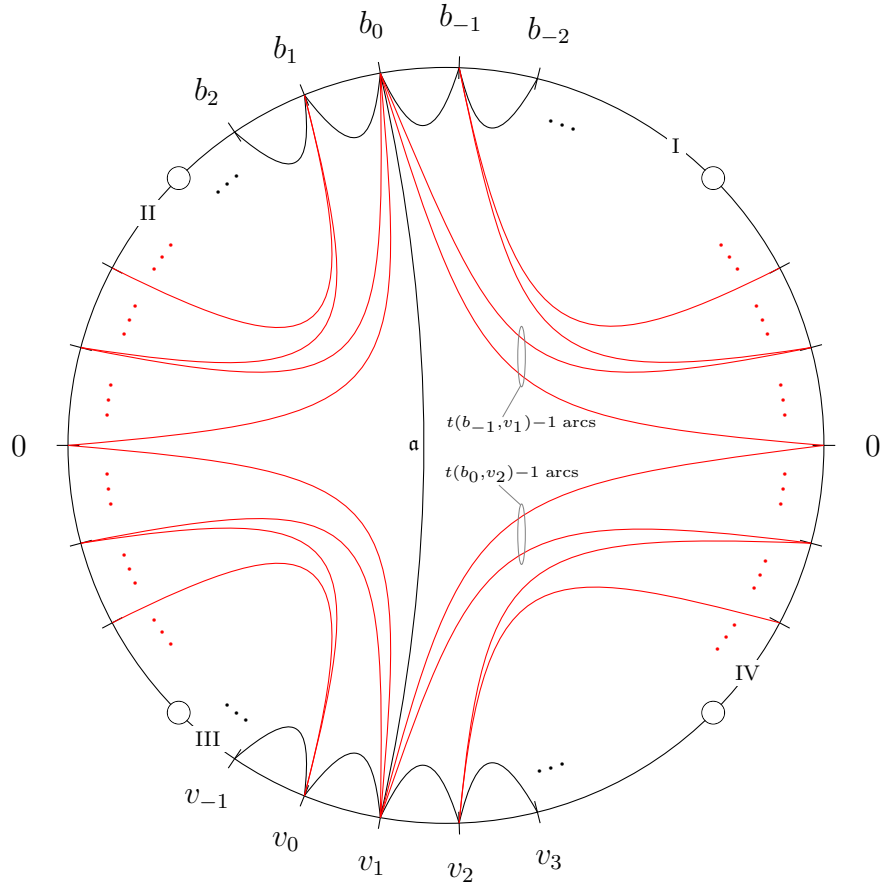 b₀
b₋₁
b₁
b₋₂
b₂
I
II
t(b₋₁,v₁)−1 arcs
0
𝔞
0
t(b₀,v₂)−1 arcs
IV
III
v₋₁
v₀
v₁
v₂
v₃